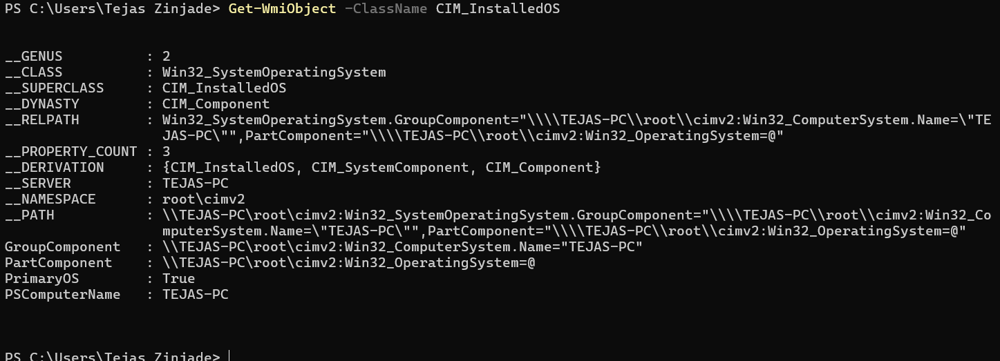 PS C:\Users\Tejas Zinjade> Get-WmiObject -ClassName CIM_InstalledOS
__GENUS          : 2
__CLASS          : Win32_SystemOperatingSystem
__SUPERCLASS     : CIM_InstalledOS
__DYNASTY        : CIM_Component
__RELPATH        : Win32_SystemOperatingSystem.GroupComponent="\\\\TEJAS-PC\\root\\cimv2:Win32_ComputerSystem.Name=\"TE
                   JAS-PC\"",PartComponent="\\\\TEJAS-PC\\root\\cimv2:Win32_OperatingSystem=@"
__PROPERTY_COUNT : 3
__DERIVATION     : {CIM_InstalledOS, CIM_SystemComponent, CIM_Component}
__SERVER         : TEJAS-PC
__NAMESPACE      : root\cimv2
__PATH           : \\TEJAS-PC\root\cimv2:Win32_SystemOperatingSystem.GroupComponent="\\\\TEJAS-PC\\root\\cimv2:Win32_Co
                   mputerSystem.Name=\"TEJAS-PC\"",PartComponent="\\\\TEJAS-PC\\root\\cimv2:Win32_OperatingSystem=@"
GroupComponent   : \\TEJAS-PC\root\cimv2:Win32_ComputerSystem.Name="TEJAS-PC"
PartComponent    : \\TEJAS-PC\root\cimv2:Win32_OperatingSystem=@
PrimaryOS        : True
PSComputerName   : TEJAS-PC
PS C:\Users\Tejas Zinjade>